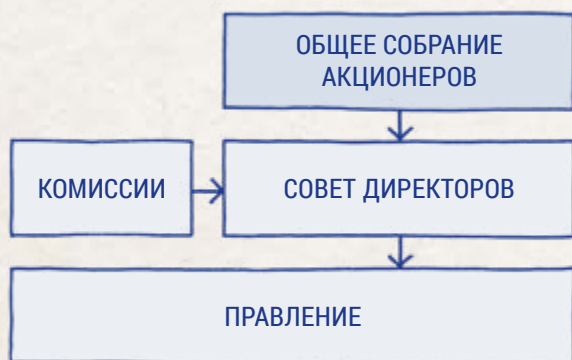 ОБЩЕЕ СОБРАНИЕ
АКЦИОНЕРОВ
КОМИССИИ
СОВЕТ ДИРЕКТОРОВ
ПРАВЛЕНИЕ